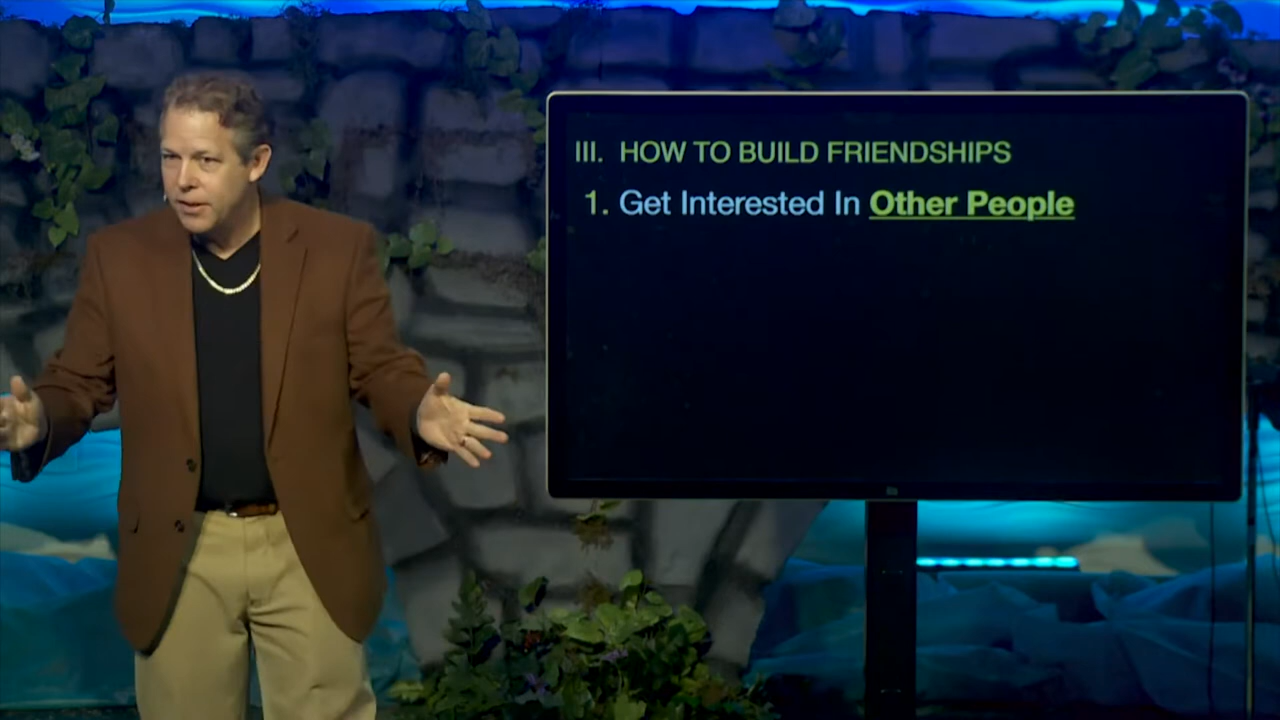 III. HOW TO BUILD FRIENDSHIPS
1. Get Interested In Other People